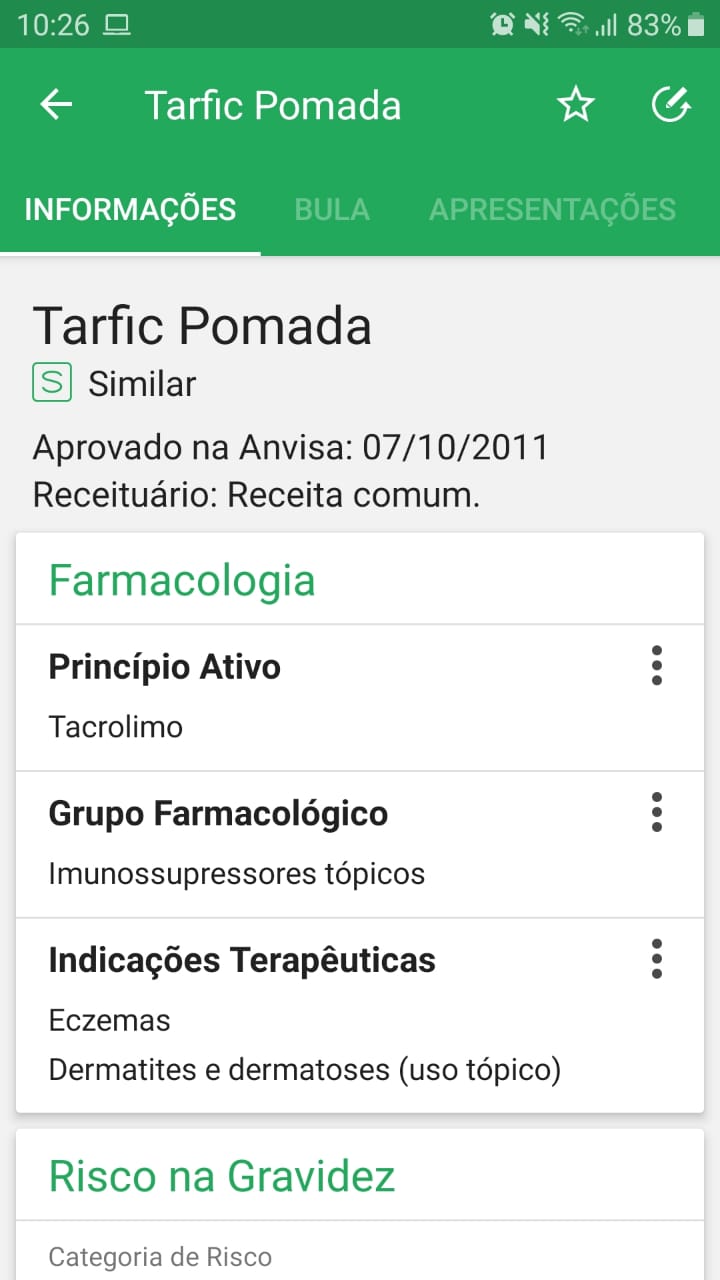 10:26 83%
Tarfic Pomada
INFORMAÇÕES BULA APRESENTAÇÕES
Tarfic Pomada
S Similar
Aprovado na Anvisa: 07/10/2011
Receituário: Receita comum.
Farmacologia
Princípio Ativo
Tacrolimo
Grupo Farmacológico
Imunossupressores tópicos
Indicações Terapêuticas
Eczemas
Dermatites e dermatoses (uso tópico)
Risco na Gravidez
Categoria de Risco